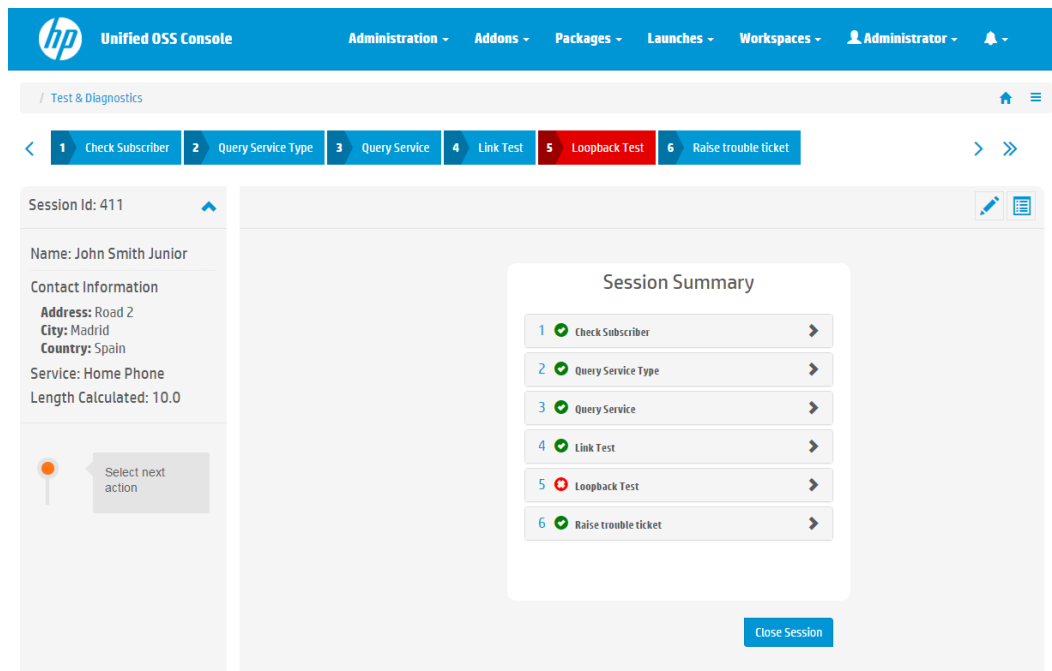 hp Unified OSS Console Administration Addons Packages Launches Workspaces Administrator
/ Test & Diagnostics
1 Check Subscriber 2 Query Service Type 3 Query Service 4 Link Test 5 Loopback Test 6 Raise trouble ticket
Session Id: 411
Name: John Smith Junior
Contact Information
Address: Road 2
City: Madrid
Country: Spain
Service: Home Phone
Length Calculated: 10.0
Select next
action
Session Summary
1 Check Subscriber
2 Query Service Type
3 Query Service
4 Link Test
5 Loopback Test
6 Raise trouble ticket
Close Session